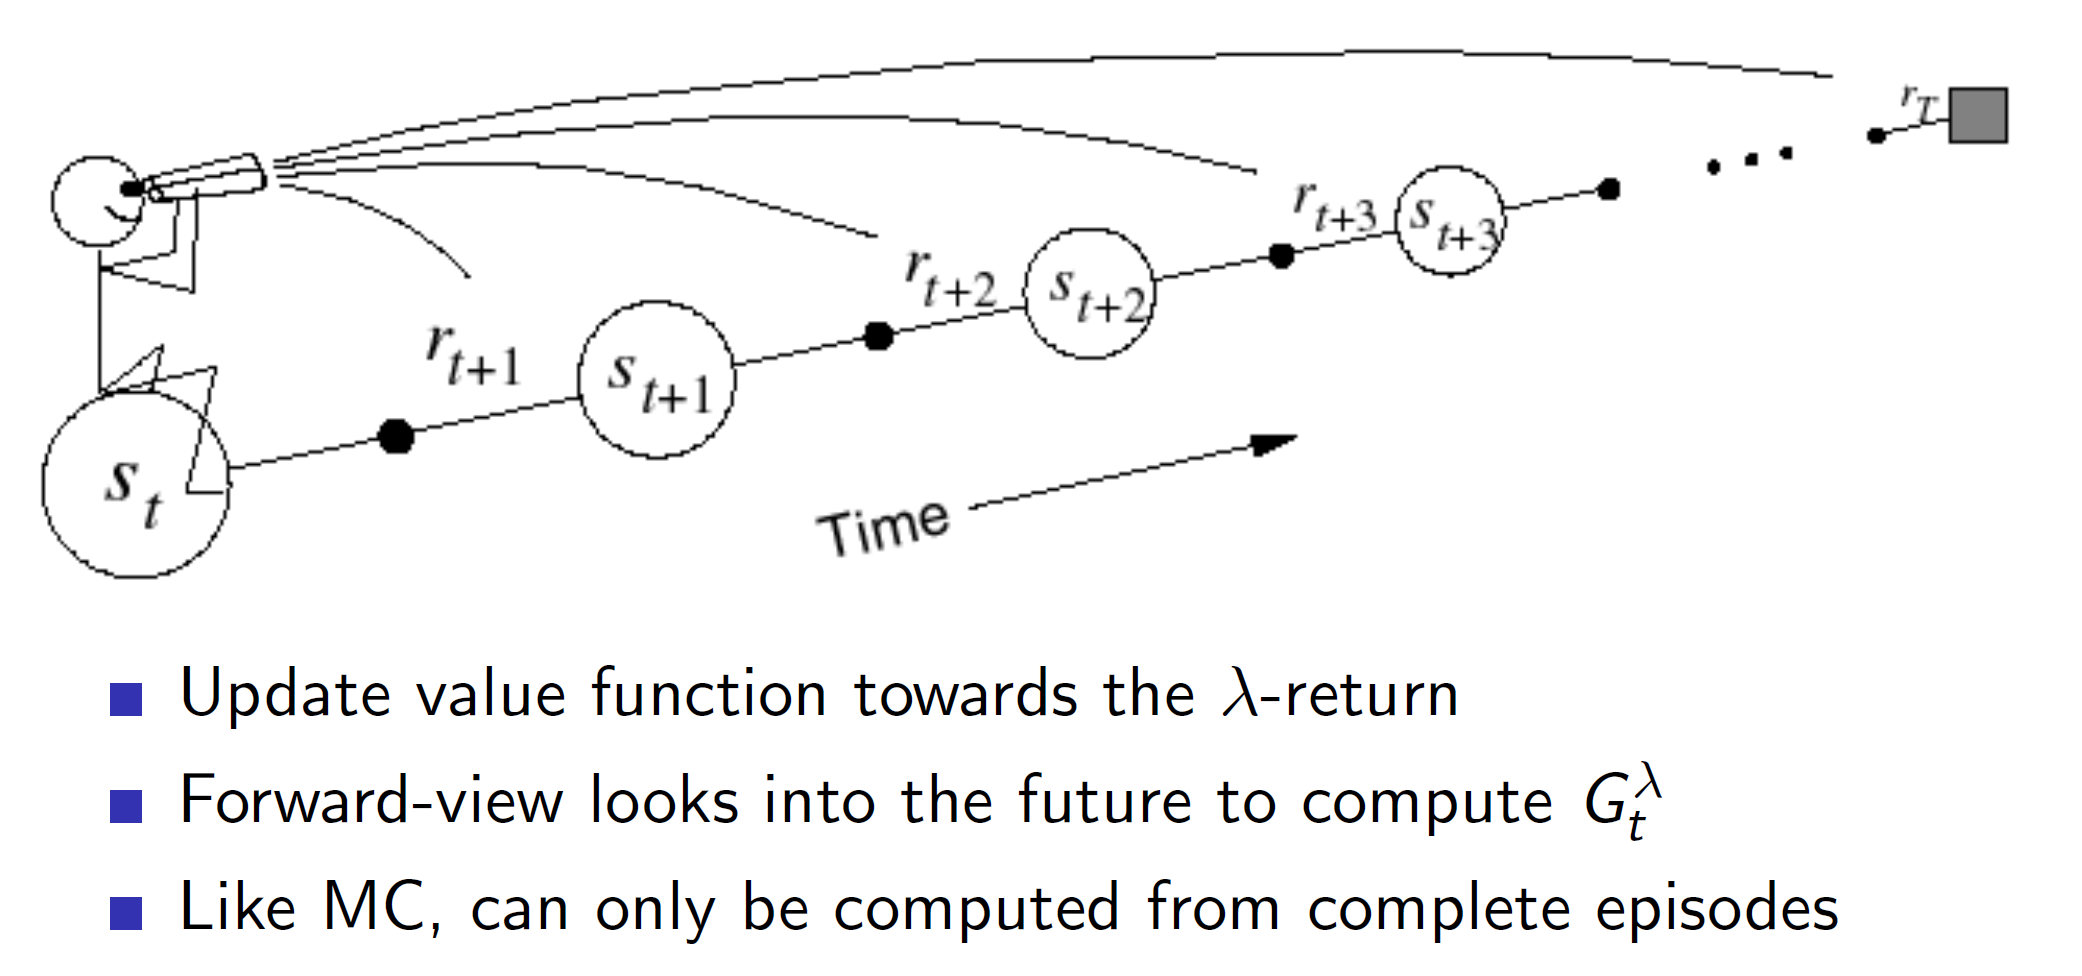 r_T
r_{t+3}
s_{t+3}
r_{t+2}
s_{t+2}
r_{t+1}
s_{t+1}
s_t
Time
Update value function towards the λ-return
Forward-view looks into the future to compute G_t^λ
Like MC, can only be computed from complete episodes